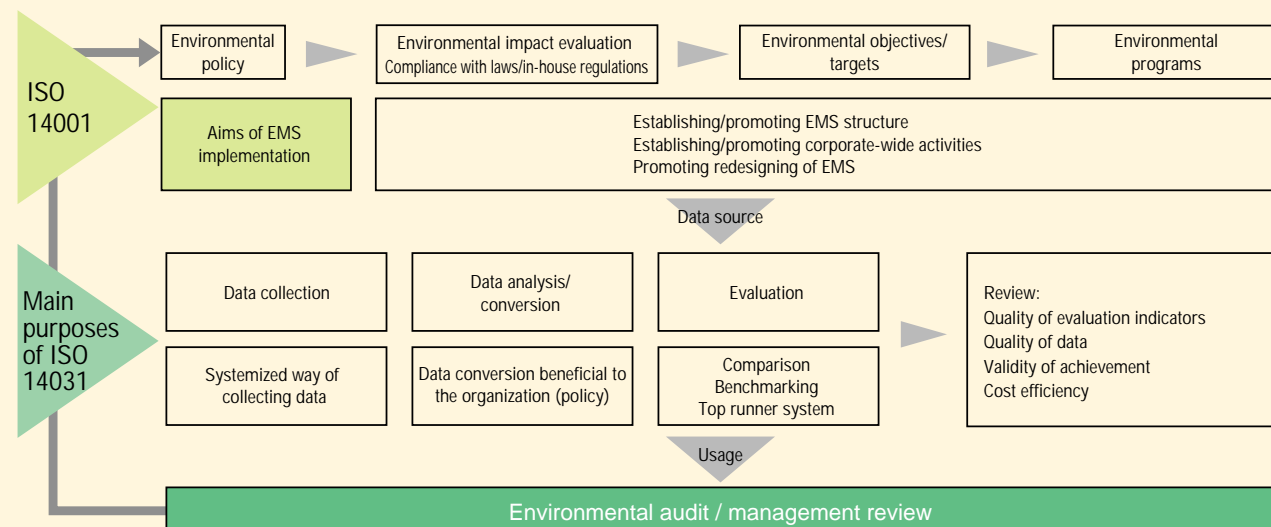 ISO
14001
Environmental
policy
Environmental impact evaluation
Compliance with laws/in-house regulations
Environmental objectives/
targets
Environmental
programs
Aims of EMS
implementation
Establishing/promoting EMS structure
Establishing/promoting corporate-wide activities
Promoting redesigning of EMS
Data source
Main
purposes
of ISO
14031
Data collection
Data analysis/
conversion
Evaluation
Systemized way of
collecting data
Data conversion beneficial to
the organization (policy)
Comparison
Benchmarking
Top runner system
Review:
Quality of evaluation indicators
Quality of data
Validity of achievement
Cost efficiency
Usage
Environmental audit / management review